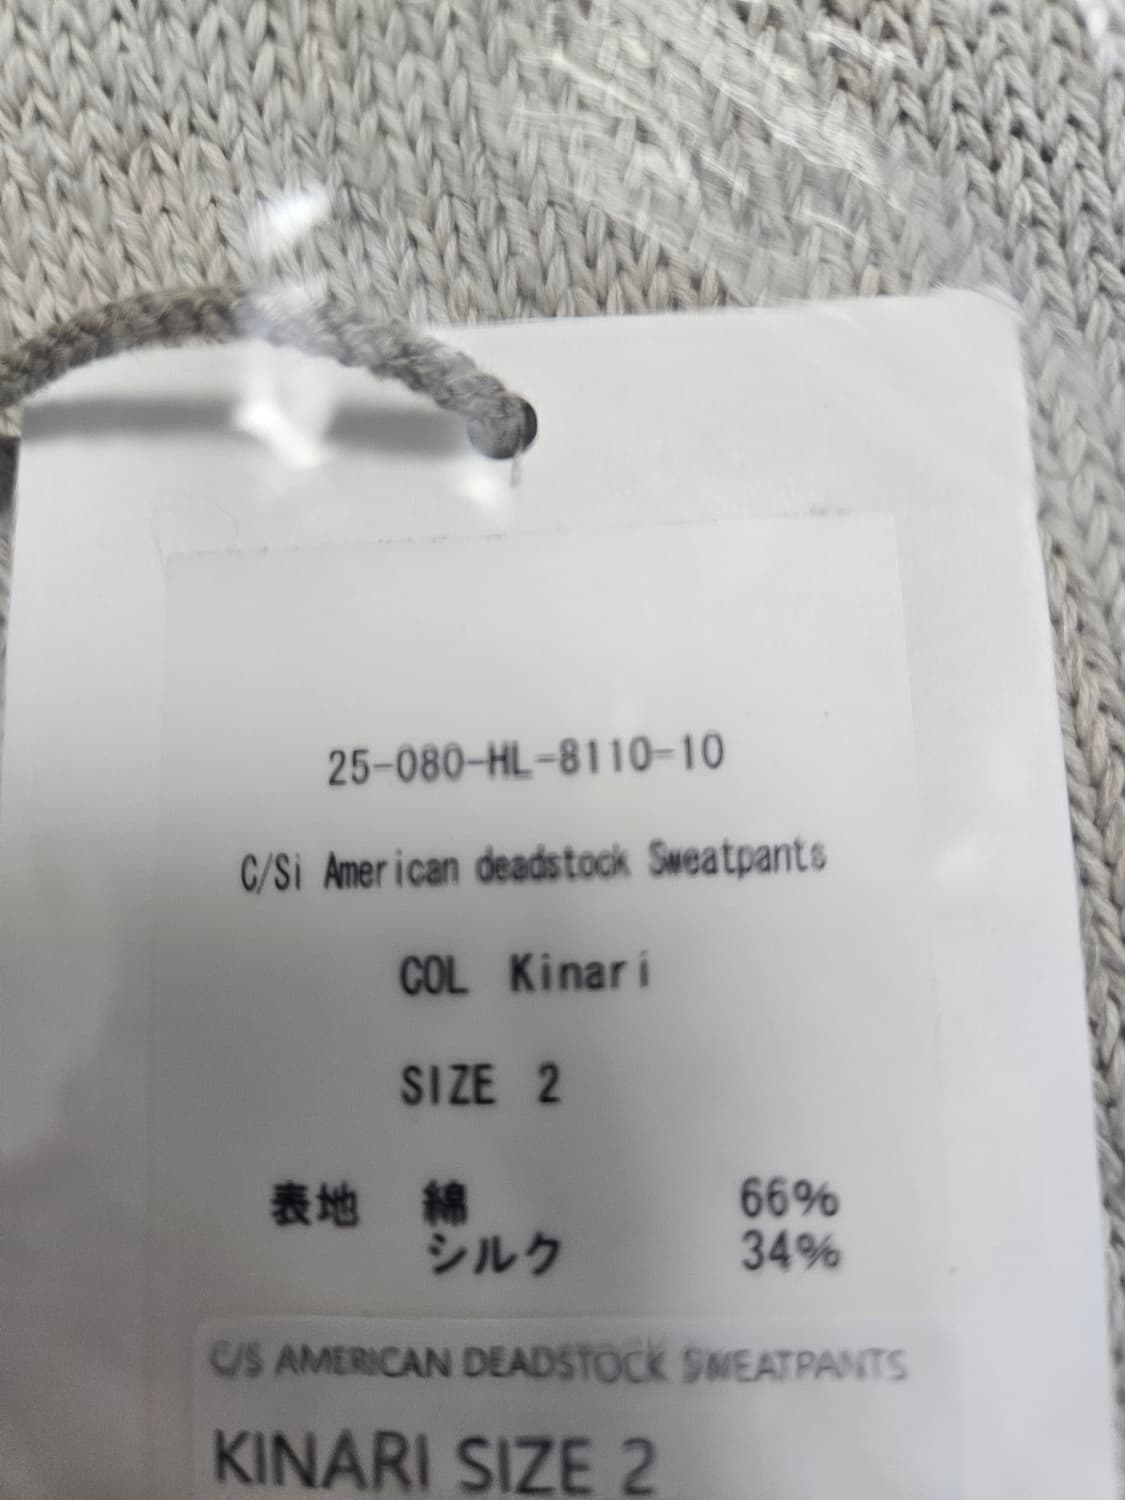 25-080-HL-8110-10
C/Si American deadstock Sweatpants
COL Kinari
SIZE 2
表地 綿 66%
シルク 34%
C/S AMERICAN DEADSTOCK SWEATPANTS
KINARI SIZE 2